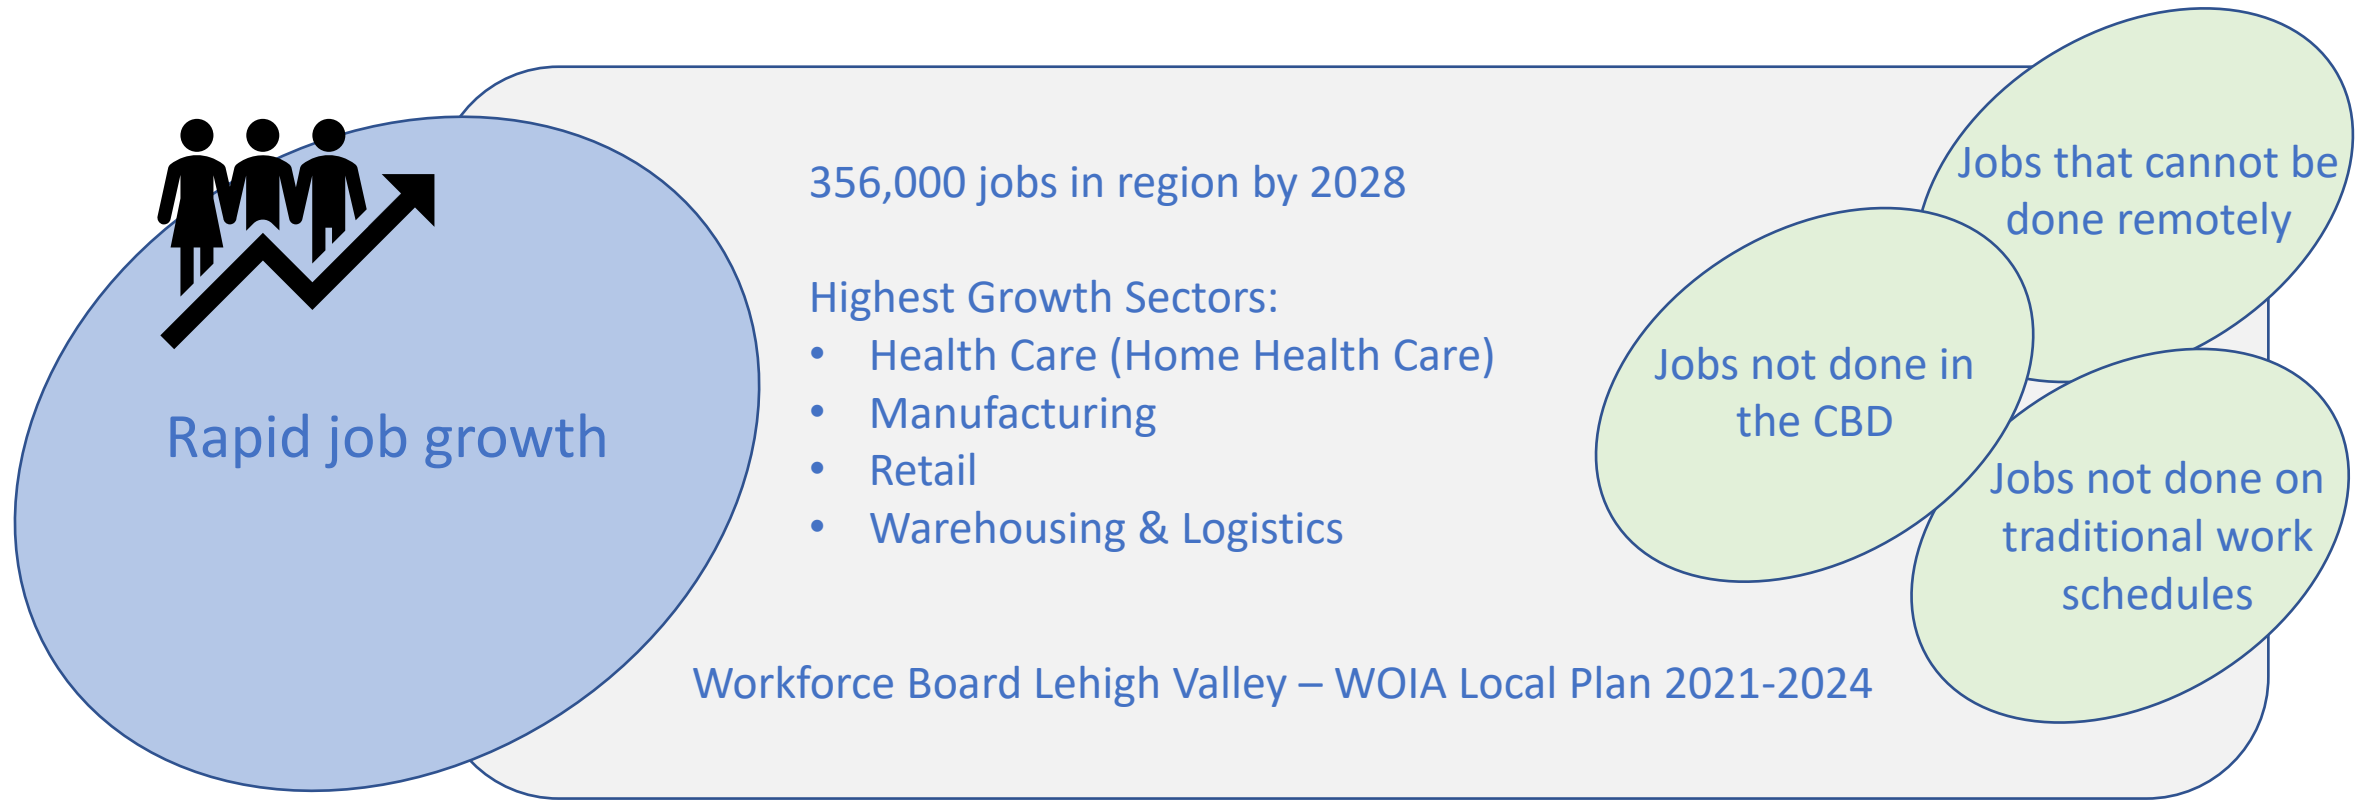 Rapid job growth
356,000 jobs in region by 2028
Highest Growth Sectors:
• Health Care (Home Health Care)
• Manufacturing
• Retail
• Warehousing & Logistics
Workforce Board Lehigh Valley – WOIA Local Plan 2021-2024
Jobs that cannot be
done remotely
Jobs not done in
the CBD
Jobs not done on
traditional work
schedules